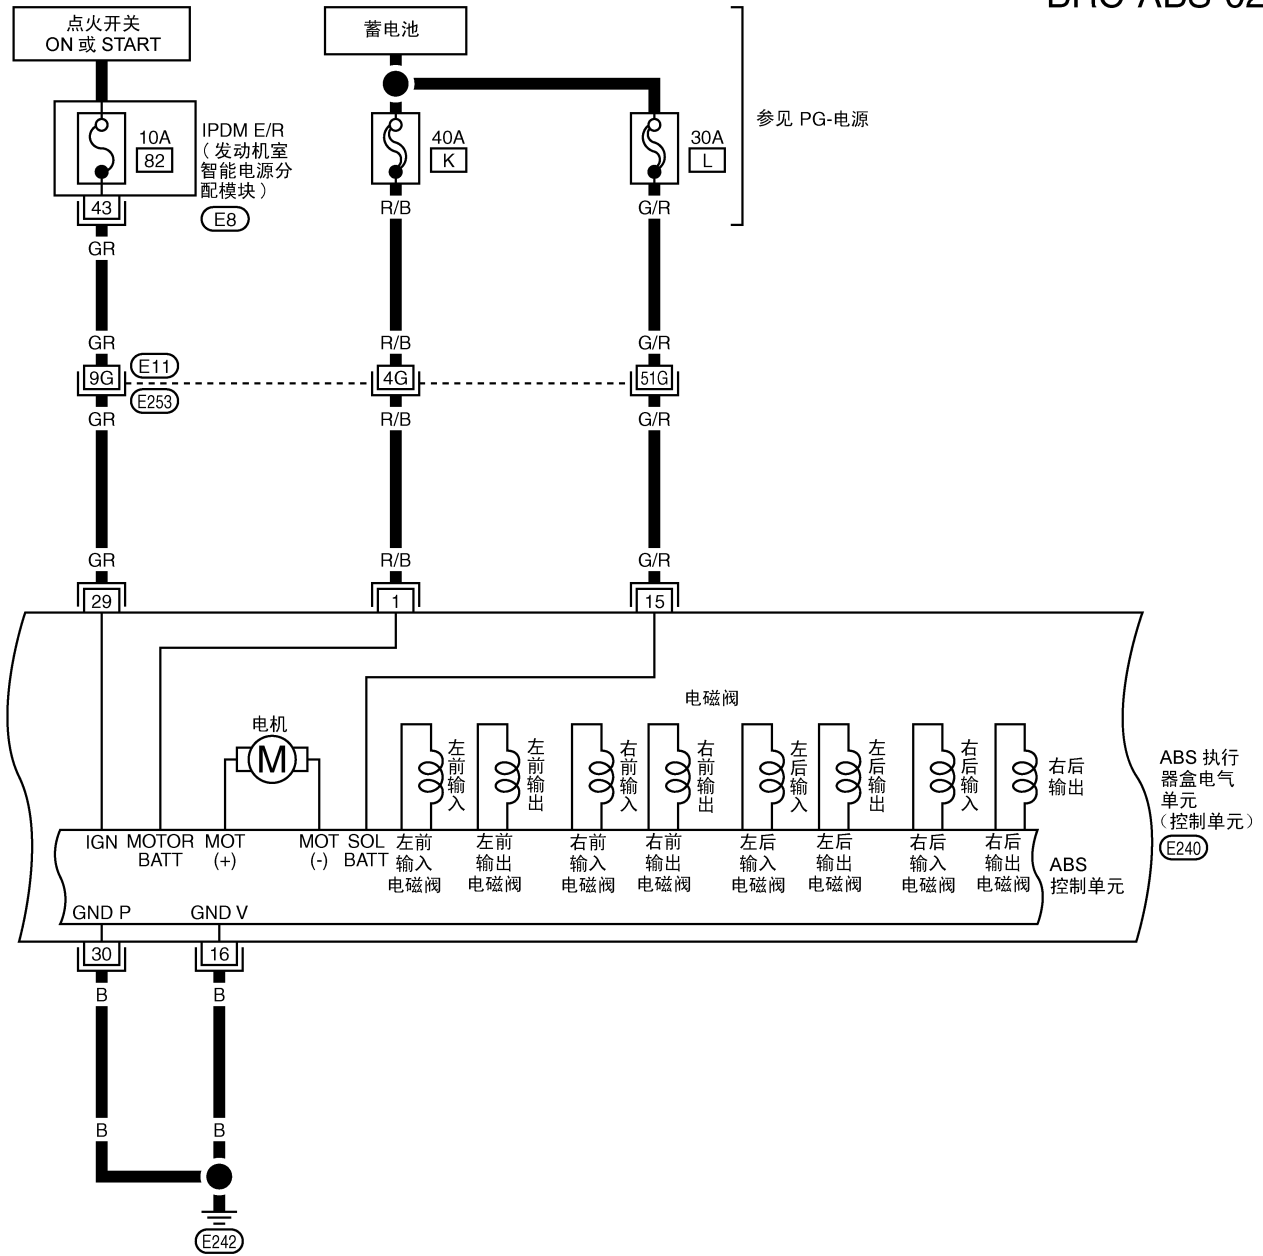 BRC-ABS-02
点火开关
ON 或 START
蓄电池
参见 PG-电源
10A
82
IPDM E/R
（发动机室
智能电源分
配模块）
E8
40A
K
30A
L
43
GR
R/B
G/R
GR
R/B
G/R
9G
E11
E253
4G
51G
GR
R/B
G/R
GR
R/B
G/R
29
1
15
电磁阀
电机
M
左前输入
左前输出
右前输入
右前输出
左后输入
左后输出
右后输入
右后
输出
ABS 执行
器盒电气
单元
（控制单元）
E240
IGN
MOTOR
BATT
MOT
(+)
MOT
(-)
SOL
BATT
左前
输入
电磁阀
左前
输出
电磁阀
右前
输入
电磁阀
右前
输出
电磁阀
左后
输入
电磁阀
左后
输出
电磁阀
右后
输入
电磁阀
右后
输出
电磁阀
ABS
控制单元
GND P
GND V
30
16
B
B
B
B
E242